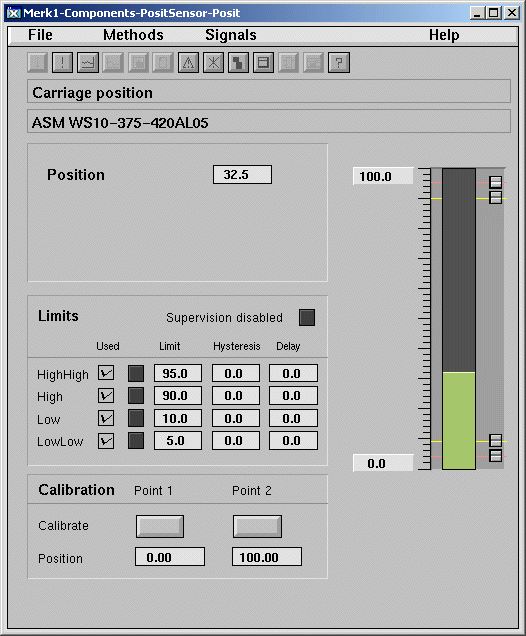 Merk1-Components-PositSensor-Posit
File Methods Signals Help
Carriage position
ASM WS10-375-420AL05
Position 32.5
100.0
Limits Supervision disabled
Used Limit Hysteresis Delay
HighHigh 95.0 0.0 0.0
High 90.0 0.0 0.0
Low 10.0 0.0 0.0
LowLow 5.0 0.0 0.0
0.0
Calibration Point 1 Point 2
Calibrate
Position 0.00 100.00